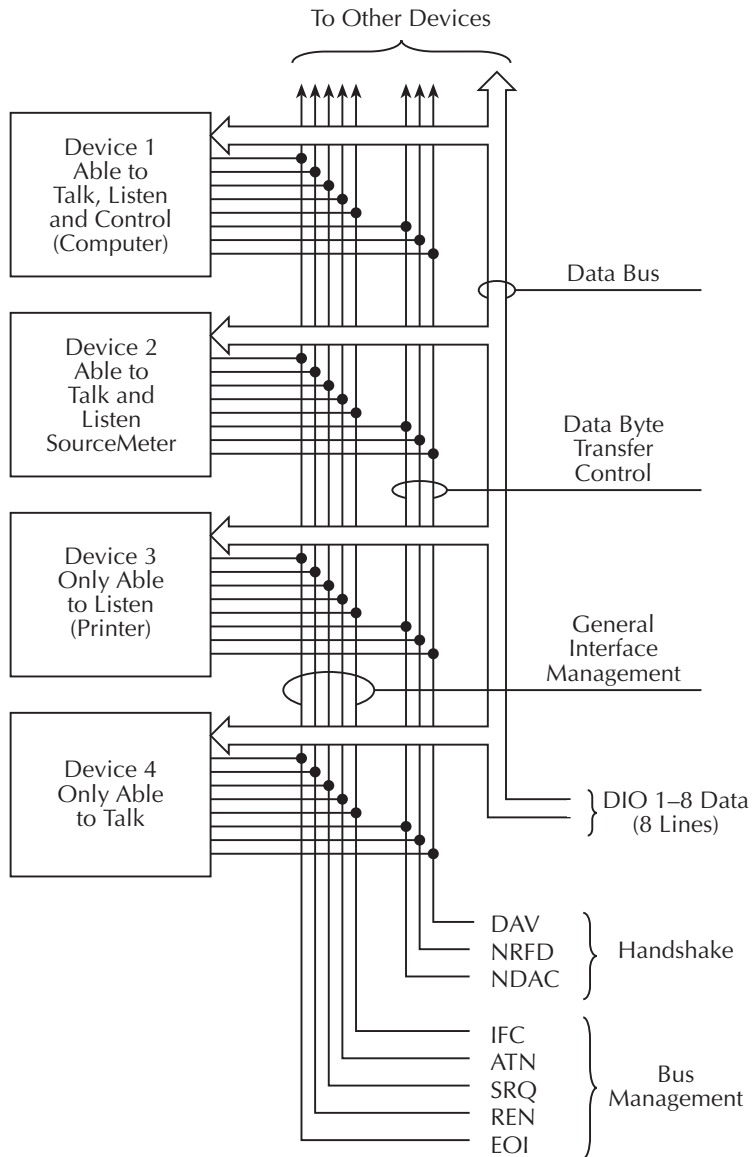 To Other Devices
Device 1
Able to
Talk, Listen
and Control
(Computer)
Data Bus
Device 2
Able to
Talk and
Listen
SourceMeter
Data Byte
Transfer
Control
Device 3
Only Able
to Listen
(Printer)
General
Interface
Management
Device 4
Only Able
to Talk
DIO 1–8 Data
(8 Lines)
DAV
NRFD
NDAC
Handshake
IFC
ATN
SRQ
REN
EOI
Bus
Management